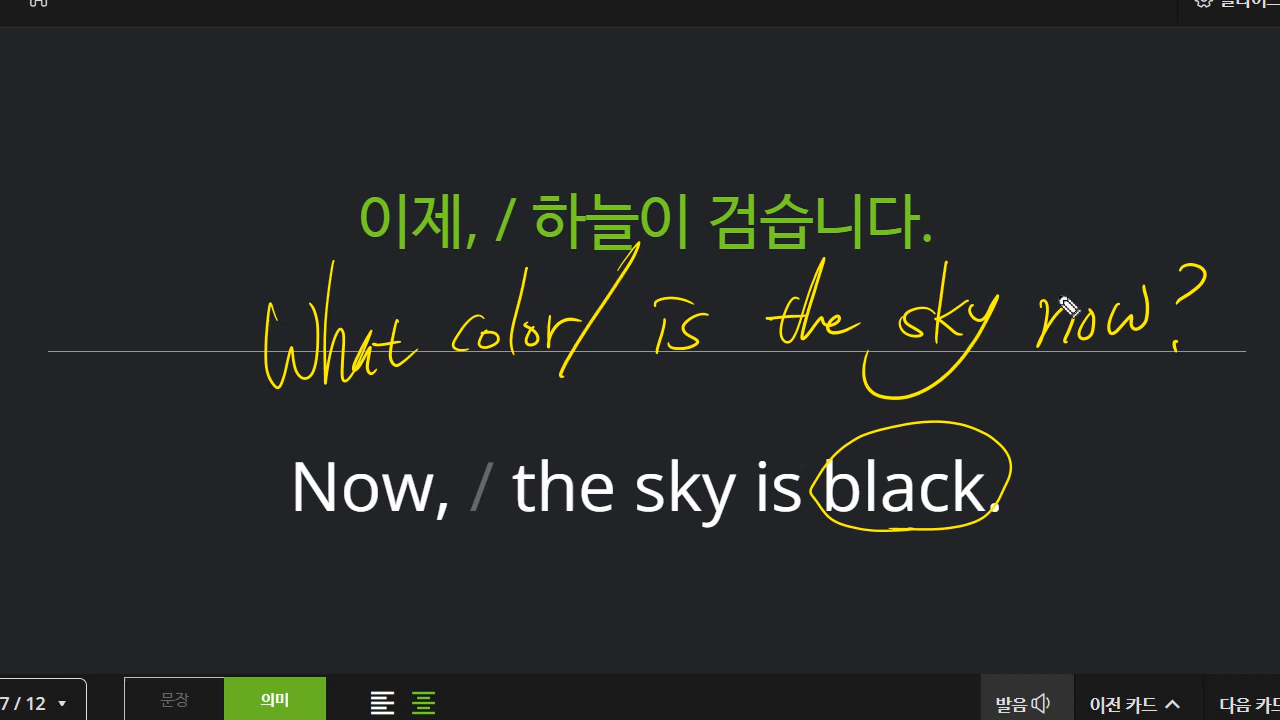 이제, / 하늘이 검습니다.
What color / is the sky now?
Now, / the sky is black.
7 / 12
문장
의미
발음
이전 카드
다음 카드